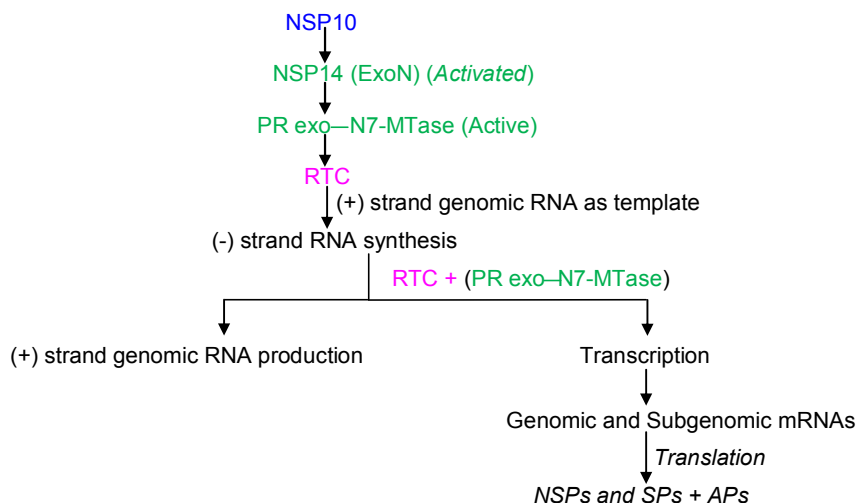 NSP10
NSP14 (ExoN) (Activated)
PR exo—N7-MTase (Active)
RTC
(+) strand genomic RNA as template
(-) strand RNA synthesis
RTC + (PR exo—N7-MTase)
(+) strand genomic RNA production
Transcription
Genomic and Subgenomic mRNAs
Translation
NSPs and SPs + APs